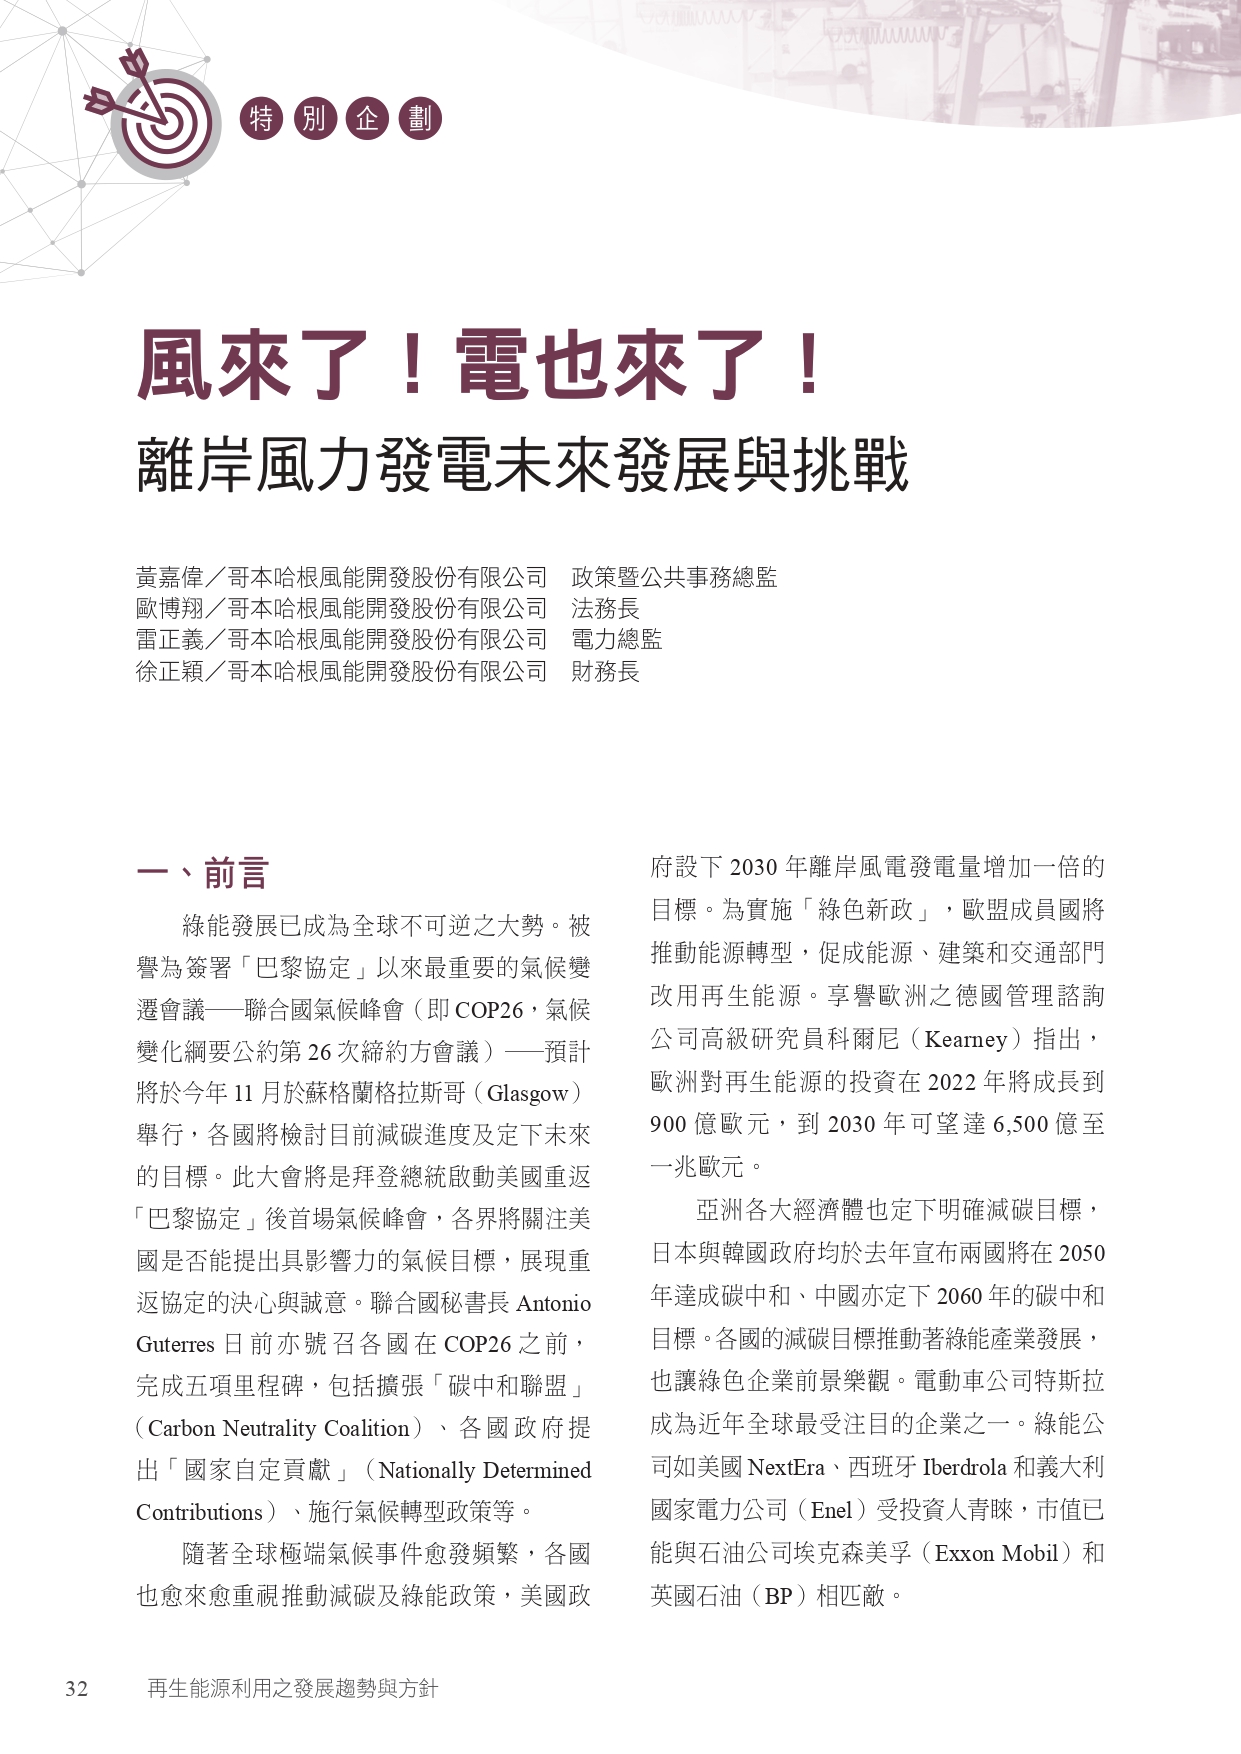 特別企劃
風來了！電也來了！
離岸風力發電未來發展與挑戰
黃嘉偉／哥本哈根風能開發股份有限公司　政策暨公共事務總監
歐博翔／哥本哈根風能開發股份有限公司　法務長
雷正義／哥本哈根風能開發股份有限公司　電力總監
徐正穎／哥本哈根風能開發股份有限公司　財務長
一、前言
綠能發展已成為全球不可逆之大勢。被
譽為簽署「巴黎協定」以來最重要的氣候變
遷會議──聯合國氣候峰會（即 COP26，氣候
變化綱要公約第 26 次締約方會議）──預計
將於今年 11 月於蘇格蘭格拉斯哥（Glasgow）
舉行，各國將檢討目前減碳進度及定下未來
的目標。此大會將是拜登總統啟動美國重返
「巴黎協定」後首場氣候峰會，各界將關注美
國是否能提出具影響力的氣候目標，展現重
返協定的決心與誠意。聯合國秘書長 Antonio
Guterres 日前亦號召各國在 COP26 之前，
完成五項里程碑，包括擴張「碳中和聯盟」
（Carbon Neutrality Coalition）、各國政府提
出「國家自定貢獻」（Nationally Determined
Contributions）、施行氣候轉型政策等。
隨著全球極端氣候事件愈發頻繁，各國
也愈來愈重視推動減碳及綠能政策，美國政
府設下 2030 年離岸風電發電量增加一倍的
目標。為實施「綠色新政」，歐盟成員國將
推動能源轉型，促成能源、建築和交通部門
改用再生能源。享譽歐洲之德國管理諮詢
公司高級研究員科爾尼（Kearney）指出，
歐洲對再生能源的投資在 2022 年將成長到
900 億歐元，到 2030 年可望達 6,500 億至
一兆歐元。
亞洲各大經濟體也定下明確減碳目標，
日本與韓國政府均於去年宣布兩國將在 2050
年達成碳中和、中國亦定下 2060 年的碳中和
目標。各國的減碳目標推動著綠能產業發展，
也讓綠色企業前景樂觀。電動車公司特斯拉
成為近年全球最受注目的企業之一。綠能公
司如美國 NextEra、西班牙 Iberdrola 和義大利
國家電力公司（Enel）受投資人青睞，市值已
能與石油公司埃克森美孚（Exxon Mobil）和
英國石油（BP）相匹敵。
32　再生能源利用之發展趨勢與方針